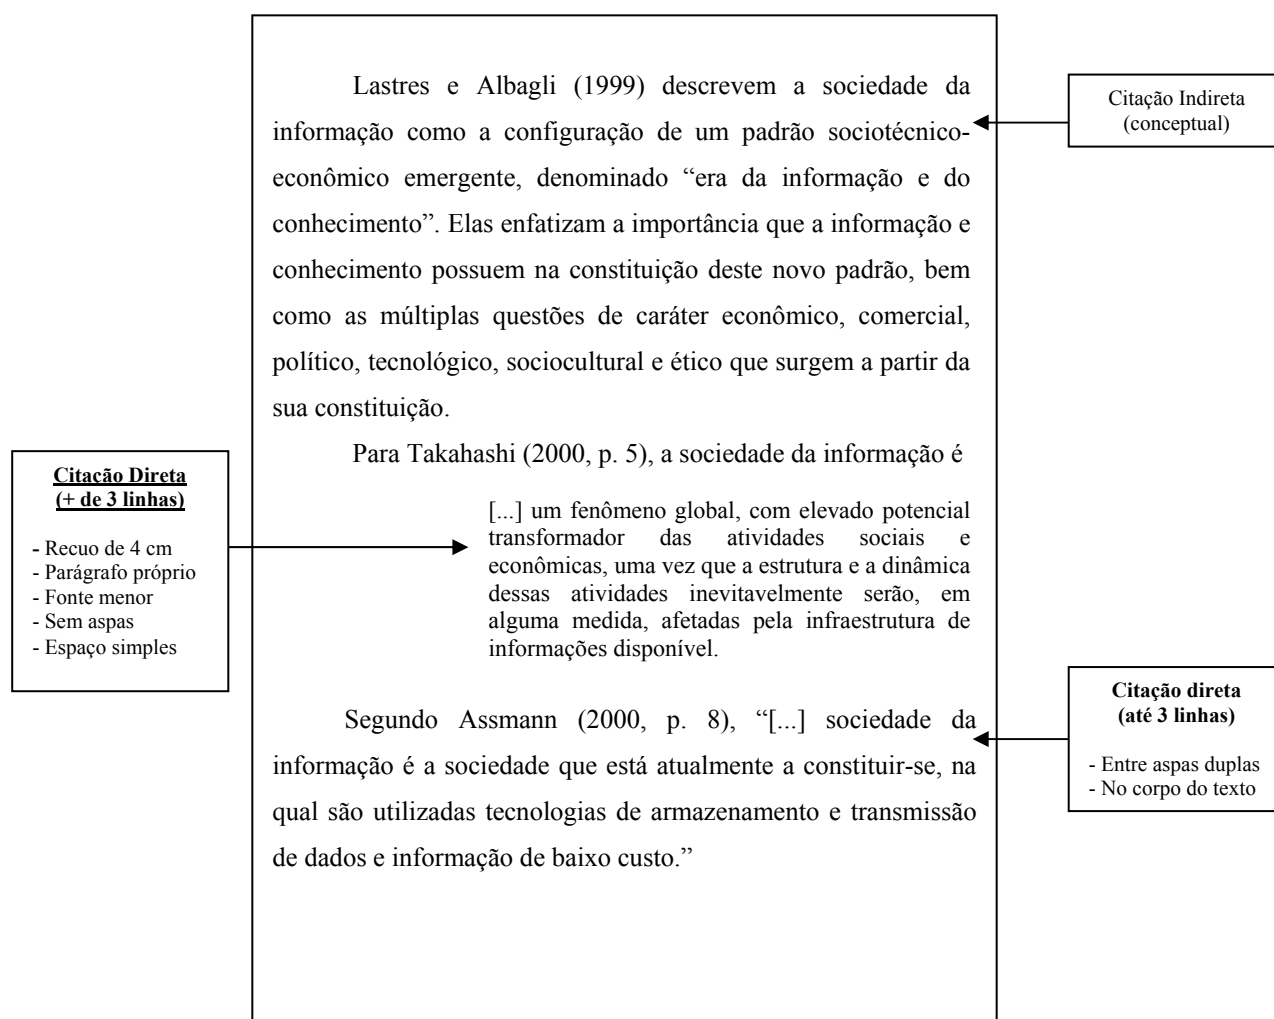 Lastres e Albagli (1999) descrevem a sociedade da
informação como a configuração de um padrão sociotécnico-
econômico emergente, denominado “era da informação e do
conhecimento”. Elas enfatizam a importância que a informação e
conhecimento possuem na constituição deste novo padrão, bem
como as múltiplas questões de caráter econômico, comercial,
político, tecnológico, sociocultural e ético que surgem a partir da
sua constituição.
Citação Indireta
(conceptual)
Para Takahashi (2000, p. 5), a sociedade da informação é
Citação Direta
(+ de 3 linhas)
- Recuo de 4 cm
- Parágrafo próprio
- Fonte menor
- Sem aspas
- Espaço simples
[...] um fenômeno global, com elevado potencial
transformador das atividades sociais e
econômicas, uma vez que a estrutura e a dinâmica
dessas atividades inevitavelmente serão, em
alguma medida, afetadas pela infraestrutura de
informações disponível.
Segundo Assmann (2000, p. 8), “[...] sociedade da
informação é a sociedade que está atualmente a constituir-se, na
qual são utilizadas tecnologias de armazenamento e transmissão
de dados e informação de baixo custo.”
Citação direta
(até 3 linhas)
- Entre aspas duplas
- No corpo do texto